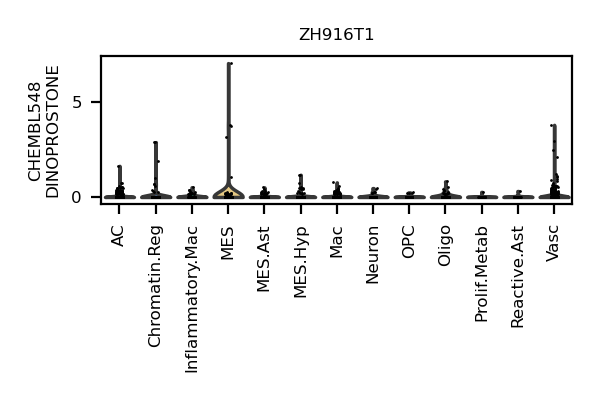 ZH916T1
CHEMBL548
DINOPROSTONE
5
0
AC
Chromatin.Reg
Inflammatory.Mac
MES
MES.Ast
MES.Hyp
Mac
Neuron
OPC
Oligo
Prolif.Metab
Reactive.Ast
Vasc